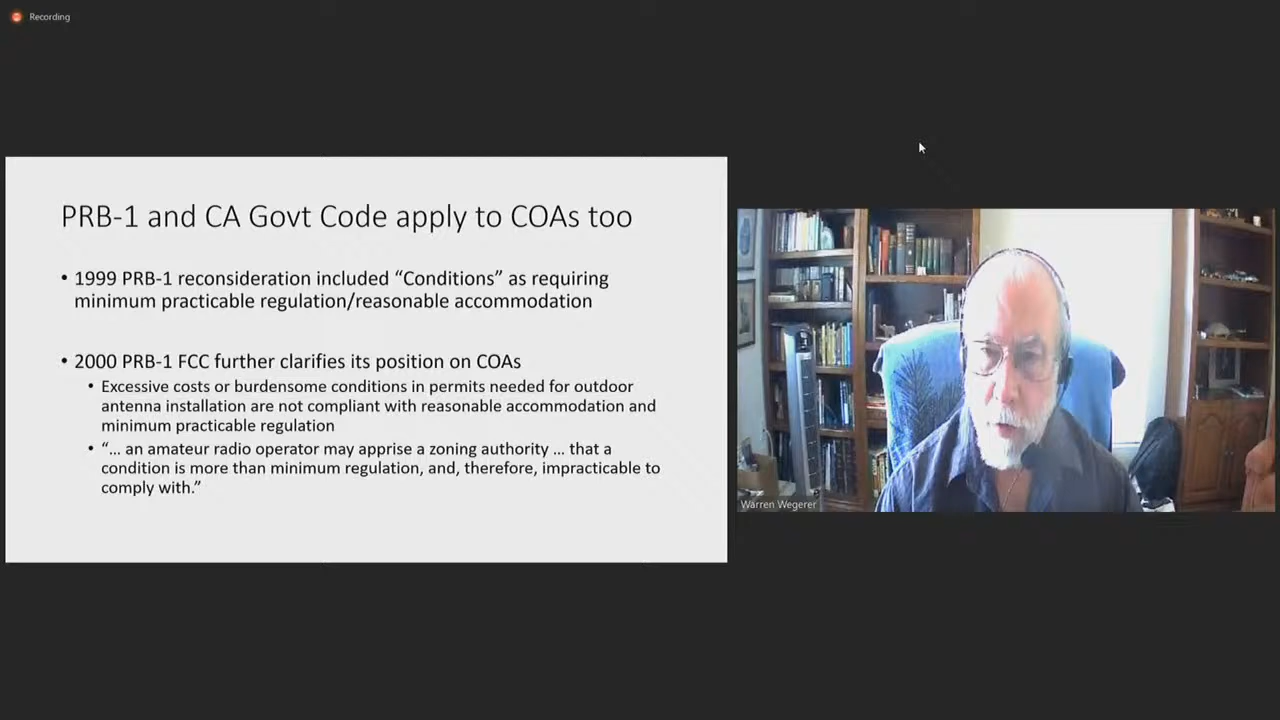 Recording
PRB-1 and CA Govt Code apply to COAs too
• 1999 PRB-1 reconsideration included “Conditions” as requiring
minimum practicable regulation/reasonable accommodation
• 2000 PRB-1 FCC further clarifies its position on COAs
• Excessive costs or burdensome conditions in permits needed for outdoor
antenna installation are not compliant with reasonable accommodation and
minimum practicable regulation
• “... an amateur radio operator may apprise a zoning authority ... that a
condition is more than minimum regulation, and, therefore, impracticable to
comply with.”
Warren Wegerer